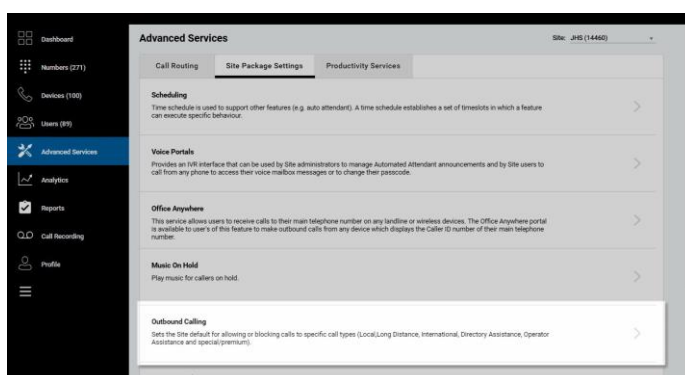 Advanced Services
Site: JHS (14460)
Dashboard
Numbers (271)
Devices (100)
Users (89)
Advanced Services
Analytics
Reports
Call Recording
Profile
Call Routing
Site Package Settings
Productivity Services
Scheduling
Time schedule is used to support other features (e.g. auto attendant). A time schedule establishes a set of timeslots in which a feature
can execute specific behaviour.
Voice Portals
Provides an IVR interface that can be used by Site administrators to manage Automated Attendant announcements and by Site users to
call from any phone to access their voice mailbox messages or to change their passcode.
Office Anywhere
This service allows users to receive calls to their main telephone number on any landline or wireless devices. The Office Anywhere portal
is available to user's of this feature to make outbound calls from any device which displays the Caller ID number of their main telephone
number.
Music On Hold
Play music for callers on hold.
Outbound Calling
Sets the Site default for allowing or blocking calls to specific call types (Local,Long Distance, International, Directory Assistance, Operator
Assistance and special/premium).